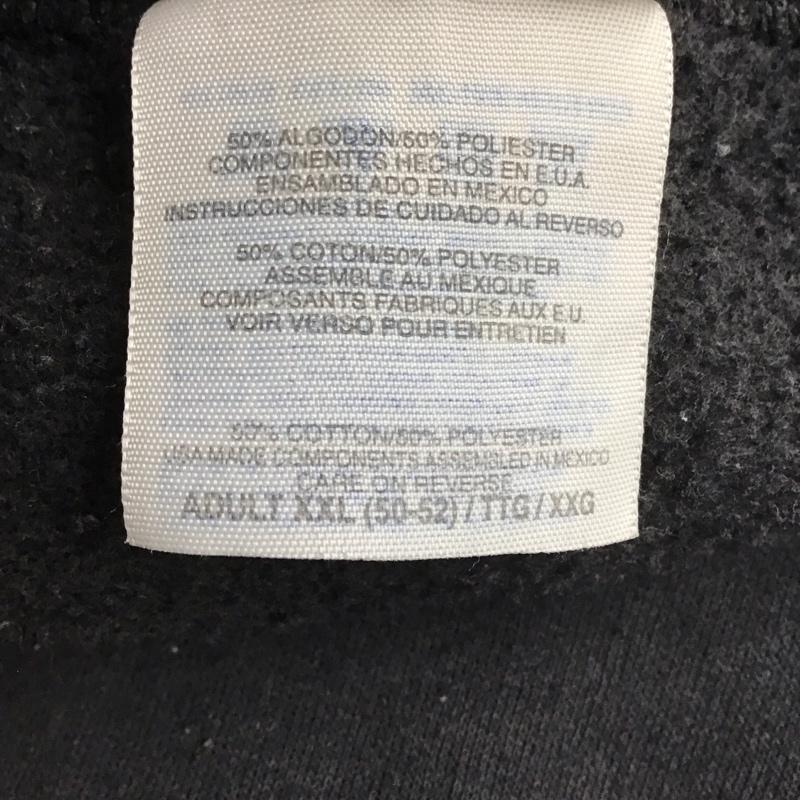 50% ALGODON/50% POLIESTER
COMPONENTES HECHOS EN E.U.A.
ENSAMBLADO EN MEXICO
INSTRUCCIONES DE CUIDADO AL REVERSO
50% COTON/50% POLYESTER
ASSEMBLE AU MEXIQUE
COMPOSANTS FABRIQUES AUX E.U.
VOIR VERSO POUR ENTRETIEN
50% COTTON/50% POLYESTER
USA MADE COMPONENTS ASSEMBLED IN MEXICO
CARE ON REVERSE
ADULT XXL (50-52) / TTG / XXG